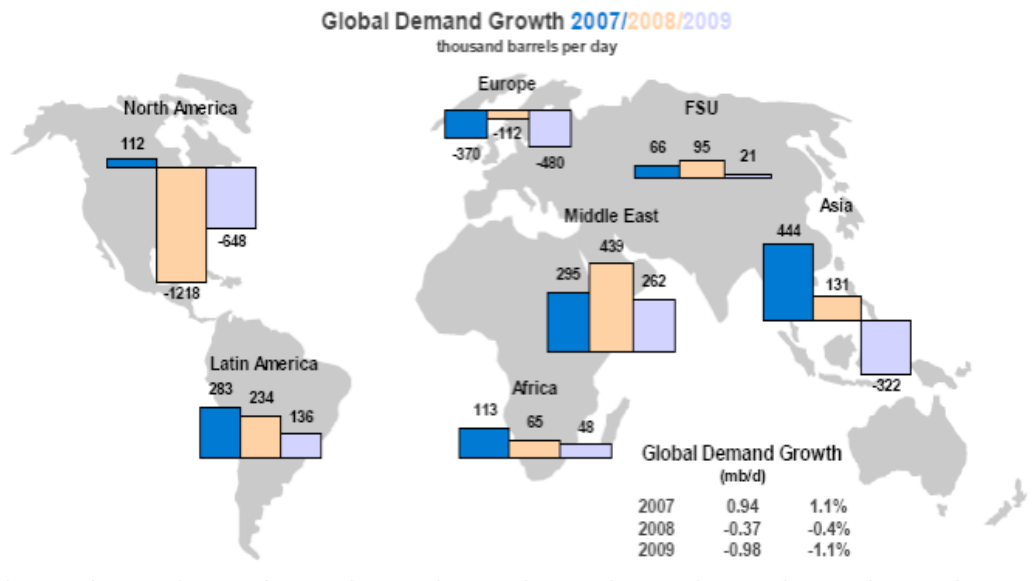 Global Demand Growth 2007/2008/2009
thousand barrels per day
North America
112
-1218
-648
Europe
-370
-112
-480
FSU
66
95
21
Middle East
295
439
262
Asia
444
131
-322
Latin America
283
234
136
Africa
113
65
48
Global Demand Growth
(mb/d)
2007 0.94 1.1%
2008 -0.37 -0.4%
2009 -0.98 -1.1%